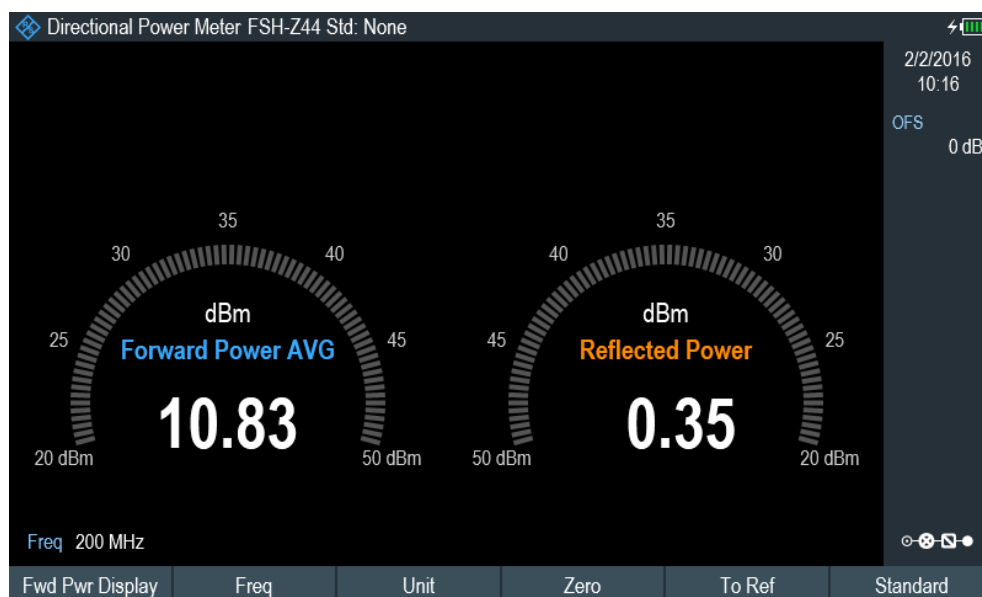 Directional Power Meter FSH-Z44 Std: None
2/2/2016
10:16
OFS
0 dB
35
30
40
dBm
25
Forward Power AVG
45
10.83
20 dBm
50 dBm
35
40
30
dBm
45
Reflected Power
25
0.35
50 dBm
20 dBm
Freq 200 MHz
Fwd Pwr Display
Freq
Unit
Zero
To Ref
Standard